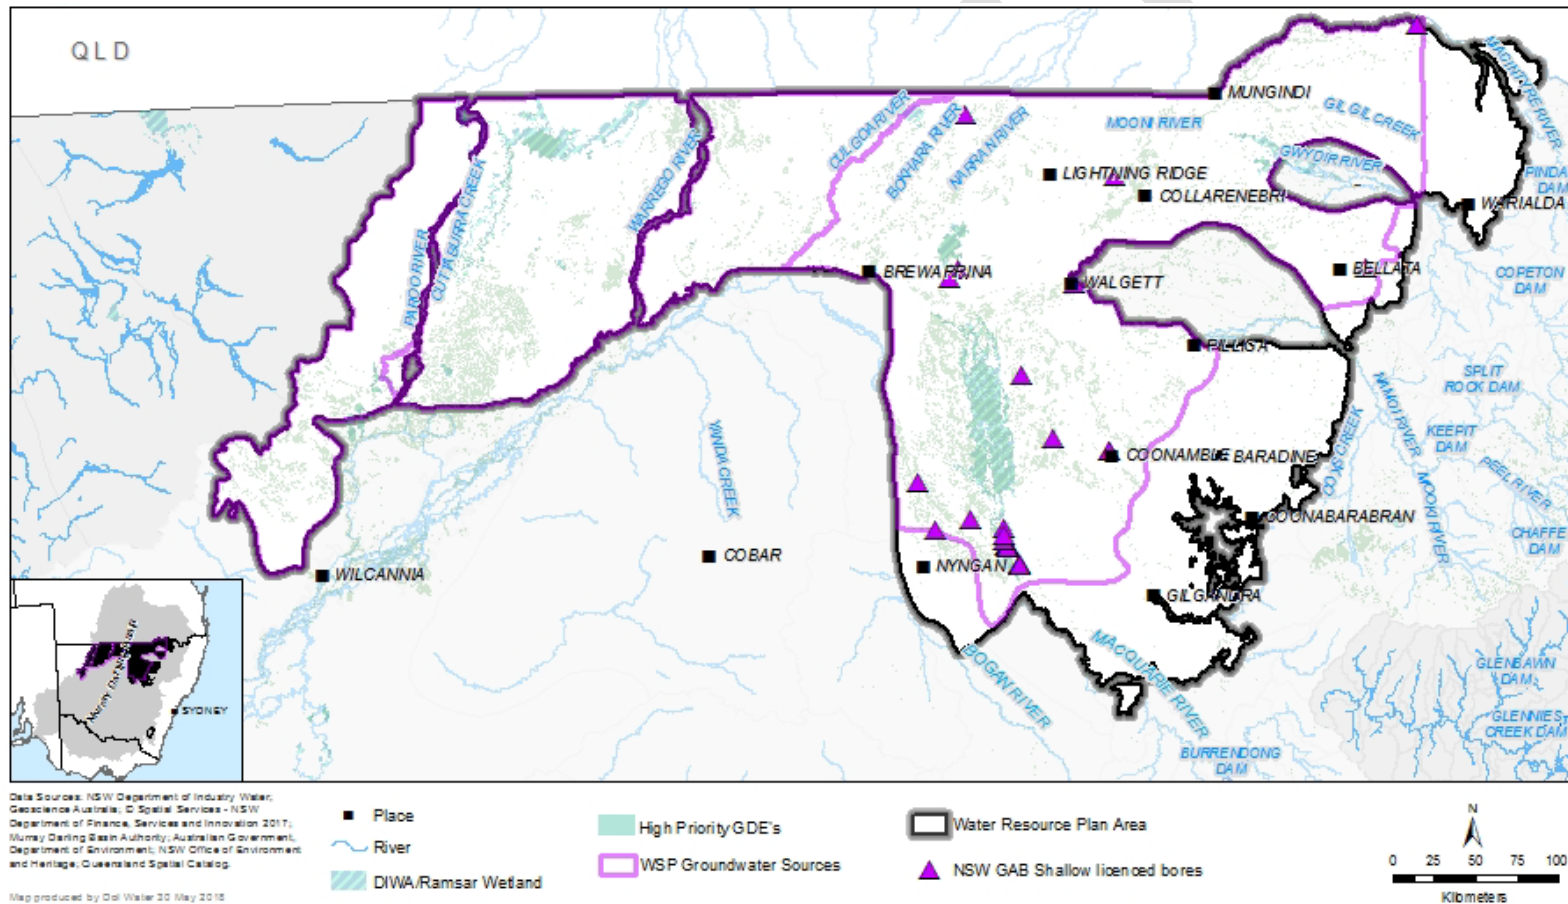 QLD
MUNGINDI
MACINTYRE RIVER
GIL GIL CREEK
CULGOA RIVER
BOKHARA RIVER
NARRAN RIVER
MOONI RIVER
GWYDIR RIVER
PINDA
DAM
LIGHTNING RIDGE
COLLARENEBRI
WARIALDA
WARREGO RIVER
PAROO RIVER
CUTTABURRA CREEK
BREWARRINA
WALGETT
BELLATA
COPETON
DAM
PILLIGA
SPLIT
ROCK DAM
NAMOI RIVER
KEEPIT
DAM
YANDA CREEK
COONAMBLE
BARADINE
COXS CREEK
PEEL RIVER
MOOKI RIVER
COONABARABRAN
CHAFFE
DAM
COBAR
NYNGAN
WILCANNIA
GILGANDRA
MACQUARIE RIVER
BOGAN RIVER
GLENBAWN
DAM
GLENNIES
CREEK DAM
BURRENDONG
DAM
SYDNEY
Data Sources: NSW Department of Industry Water;
Geoscience Australia; D Spatial Services - NSW
Department of Finance, Services and Innovation 2017;
Murray Darling Basin Authority; Australian Government,
Department of Environment; NSW Office of Environment
and Heritage; Queensland Spatial Catalog.
Map produced by DoI Water 30 May 2018
Place
River
DIWA/Ramsar Wetland
High Priority GDE's
WSP Groundwater Sources
Water Resource Plan Area
NSW GAB Shallow licenced bores
N
0 25 50 75 100
Kilometers